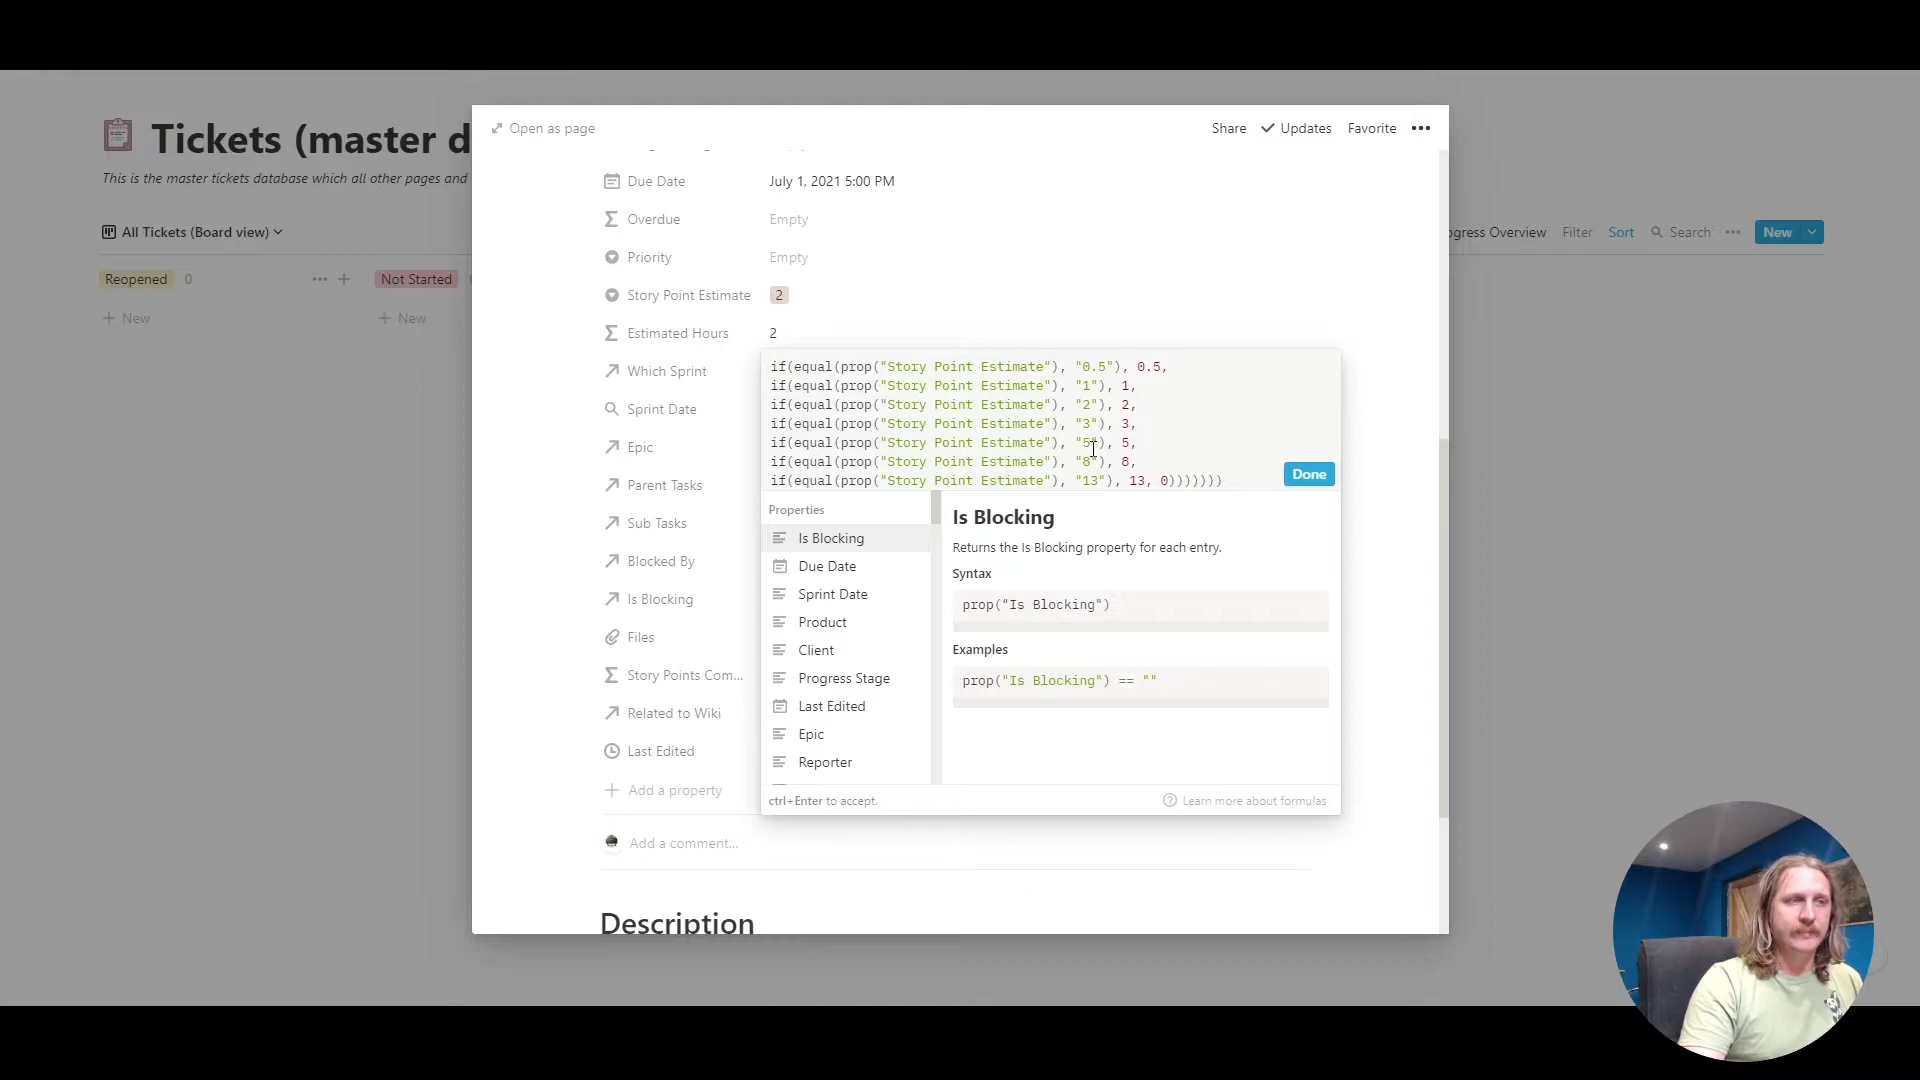 Open as page
Share
Updates
Favorite
•••
Tickets (master d
This is the master tickets database which all other pages and
All Tickets (Board view)
ogress Overview
Filter
Sort
Search
•••
New
Reopened 0
••• +
Not Started
+ New
+ New
Due Date July 1, 2021 5:00 PM
Overdue Empty
Priority Empty
Story Point Estimate 2
Estimated Hours 2
Which Sprint
Sprint Date
Epic
Parent Tasks
Sub Tasks
Blocked By
Is Blocking
Files
Story Points Com...
Related to Wiki
Last Edited
+ Add a property
Add a comment...
Description
if(equal(prop("Story Point Estimate"), "0.5"), 0.5,
if(equal(prop("Story Point Estimate"), "1"), 1,
if(equal(prop("Story Point Estimate"), "2"), 2,
if(equal(prop("Story Point Estimate"), "3"), 3,
if(equal(prop("Story Point Estimate"), "5"), 5,
if(equal(prop("Story Point Estimate"), "8"), 8,
if(equal(prop("Story Point Estimate"), "13"), 13, 0)))))))
Done
Properties
Is Blocking
Due Date
Sprint Date
Product
Client
Progress Stage
Last Edited
Epic
Reporter
Is Blocking
Returns the Is Blocking property for each entry.
Syntax
prop("Is Blocking")
Examples
prop("Is Blocking") == ""
ctrl+Enter to accept.
Learn more about formulas